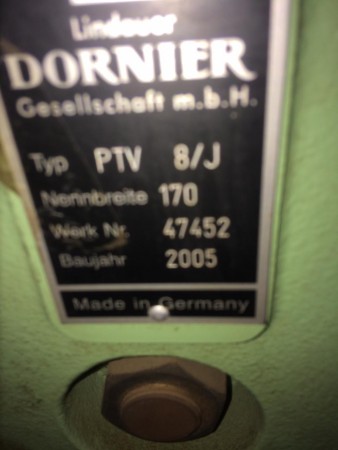 Lindauer
DORNIER
Gesellschaft m.b.H.
Typ PTV 8/J
Nennbreite 170
Werk Nr. 47452
Baujahr 2005
Made in Germany